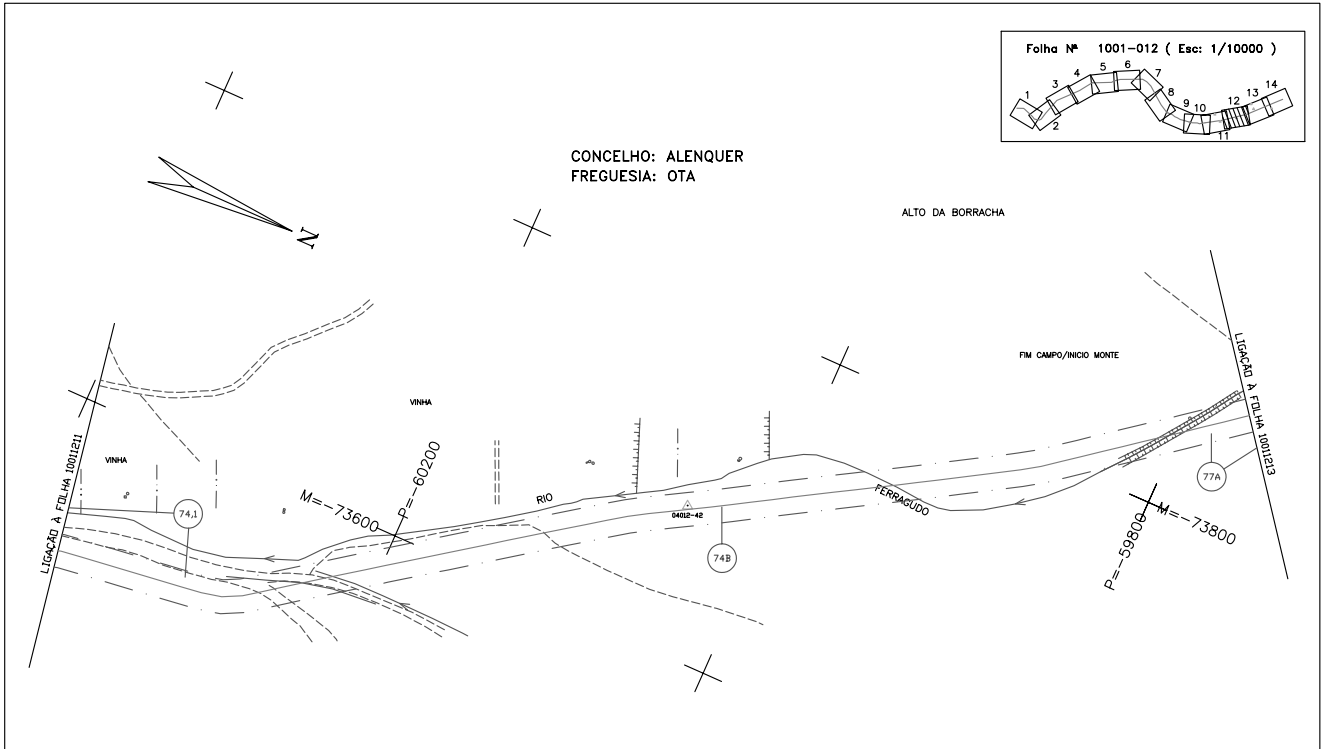 Folha Nª 1001-012 ( Esc: 1/10000 )
1
2
3
4
5
6
7
8
9
10
11
12
13
14
CONCELHO: ALENQUER
FREGUESIA: OTA
ALTO DA BORRACHA
N
FIM CAMPO/INICIO MONTE
LIGAÇÃO À FOLHA 10011211
LIGAÇÃO À FOLHA 10011213
VINHA
VINHA
M=-73600
P=-60200
RIO
FERRAGUDO
04012-42
74,1
74B
77A
P=-59800
M=-73800